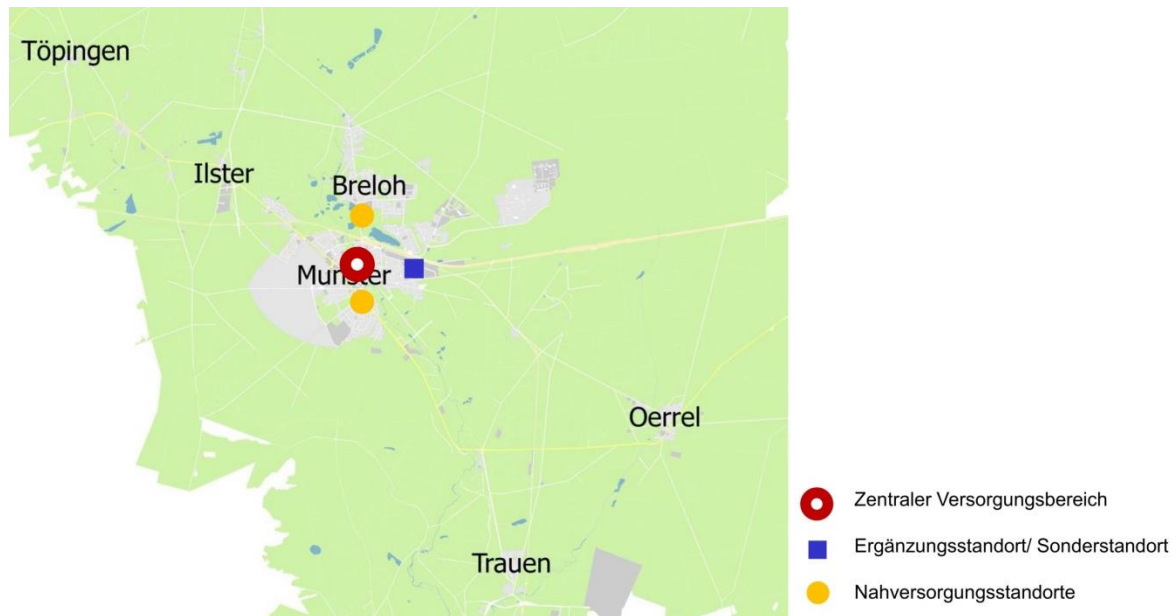 Töpingen
Ilster
Breloh
Munster
Oerrel
Trauen
Zentraler Versorgungsbereich
Ergänzungsstandort/ Sonderstandort
Nahversorgungsstandorte